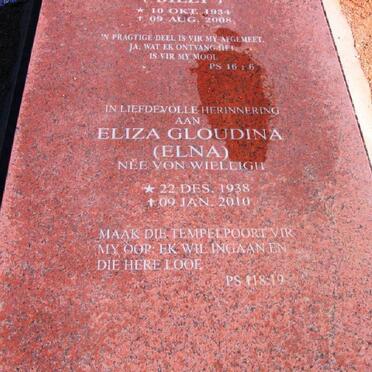 ★ 10 OKT. 1934
✝ 09 AUG. 2008
'N PRAGTIGE DEEL IS VIR MY AFGEMEET.
JA, WAT EK ONTVANG HET
IS VIR MY MOOI.
PS 16 : 6
IN LIEFDEVOLLE HERINNERING
AAN
ELIZA GLOUDINA
(ELNA)
NÉE VON WIELLIGH
★ 22 DES. 1938
✝ 09 JAN. 2010
MAAK DIE TEMPELPOORT VIR
MY OOP: EK WIL INGAAN EN
DIE HERE LOOF.
PS 118:19